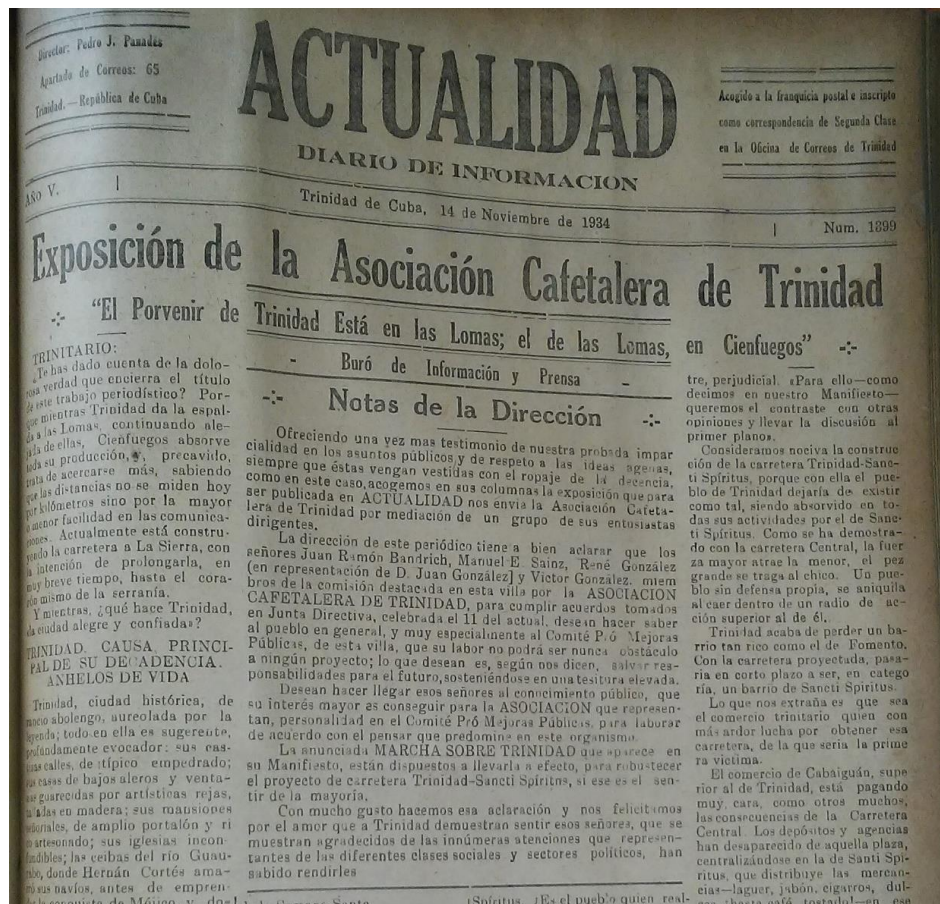 Director: Pedro J. Panadés
Apartado de Correos: 65
Trinidad.—República de Cuba
ACTUALIDAD
DIARIO DE INFORMACION
Acogido a la franquicia postal e inscripto
como correspondencia de Segunda Clase
en la Oficina de Correos de Trinidad
Año V.
Trinidad de Cuba, 14 de Noviembre de 1934
Num. 1399
Exposición de la Asociación Cafetalera de Trinidad
-:- "El Porvenir de Trinidad Está en las Lomas; el de las Lomas, en Cienfuegos" -:-
- Buró de Información y Prensa -
TRINITARIO:
¿Te has dado cuenta de la dolo-
rosa verdad que encierra el título
de este trabajo periodístico? Por-
que mientras Trinidad da la espal-
da a las Lomas, continuando ale-
jada de ellas, Cienfuegos absorve
toda su producción, y, precavido,
trata de acercarse más, sabiendo
que las distancias no se miden hoy
por kilómetros sino por la mayor
o menor facilidad en las comunica-
ciones. Actualmente está constru-
yendo la carretera a La Sierra, con
la intención de prolongarla, en
muy breve tiempo, hasta el cora-
zón mismo de la serranía.
Y mientras, ¿qué hace Trinidad,
la ciudad alegre y confiada»?
TRINIDAD. CAUSA, PRINCI-
PAL DE SU DECADENCIA.
ANHELOS DE VIDA
Trinidad, ciudad histórica, de
rancio abolengo, aureolada por la
leyenda; todo en ella es sugerente,
profundamente evocador: sus
calles, de típico empedrado;
sus casas de bajos aleros y venta-
nas guarecidas por artísticas rejas,
talladas en madera; sus mansiones
de amplio portalón y ri
co artesonado; sus iglesias incon-
fundibles; las ceibas del río Guau-
rabo, donde Hernán Cortés ama-
rró sus navíos, antes de empren-
conquista de Méjico y
Notas de la Dirección -:-
Ofreciendo una vez mas testimonio de nuestra probada impar
cialidad en los asuntos públicos, y de respeto a las ideas agenas,
siempre que éstas vengan vestidas con el ropaje de la decencia,
como en este caso, acogemos en sus columnas la exposición que para
ser publicada en ACTUALIDAD nos envia la Asociación Cafeta-
lera de Trinidad por mediación de un grupo de sus entusiastas
dirigentes.
La dirección de este periódico tiene a bien aclarar que los
señores Juan Ramón Bandrich, Manuel E. Sainz, René González
(en representación de D. Juan González] y Victor González, miem
bros de la comisión destacada en esta villa por la ASOCIACION
CAFETALERA DE TRINIDAD, para cumplir acuerdos tomados
en Junta Directiva, celebrada el 11 del actual, desean hacer saber
al pueblo en general, y muy especialmente al Comité Pró Mejoras
Públicas, de esta villa, que su labor no podrá ser nunca obstáculo
a ningún proyecto; lo que desean es, según nos dicen, salvar res-
ponsabilidades para el futuro, sosteniéndose en una tesitura elevada.
Desean hacer llegar esos señores al conocimiento público, que
su interés mayor es conseguir para la ASOCIACION que represen-
tan, personalidad en el Comité Pró Mejoras Públicas, para laborar
de acuerdo con el pensar que predomine en este organismo.
La anunciada MARCHA SOBRE TRINIDAD que aparece en
su Manifiesto, están dispuestos a llevarla a efecto, para robustecer
el proyecto de carretera Trinidad-Sancti Spíritus, si ese es el sen-
tir de la mayoría.
Con mucho gusto hacemos esa aclaración y nos felicitamos
por el amor que a Trinidad demuestran sentir esos señores, que se
muestran agradecidos de las innúmeras atenciones que represen-
tantes de las diferentes clases sociales y sectores políticos, han
sabido rendirles
tre, perjudicial. «Para ello—como
decimos en nuestro Manifiesto—
queremos el contraste con otras
opiniones y llevar la discusión al
primer plano».
Consideramos nociva la construc
ción de la carretera Trinidad-Sanc-
ti Spíritus, porque con ella el pue-
blo de Trinidad dejaría de existir
como tal, siendo absorvido en to-
das sus actividades por el de Sanc-
ti Spíritus. Como se ha demostra-
do con la carretera Central, la fuer
za mayor atrae la menor, el pez
grande se traga al chico. Un pue-
blo sin defensa propia, se aniquila
al caer dentro de un radio de ac-
ción superior al de él.
Trinidad acaba de perder un ba-
rrio tan rico como el de Fomento.
Con la carretera proyectada, pasa-
ria en corto plazo a ser, en catego
ría, un barrio de Sancti Spiritus.
Lo que nos extraña es que sea
el comercio trinitario quien con
más ardor lucha por obtener esa
carretera, de la que seria la prime
ra victima.
El comercio de Cabaiguán, supe
rior al de Trinidad, está pagando
muy cara, como otros muchos,
las consecuencias de la Carretera
Central. Los depósitos y agencias
han desaparecido de aquella plaza,
centralizándose en la de Santi Spí-
ritus, que distribuye las mercan-
cias—laguer, jabón, cigarros, dul-
ces, hasta café tostado!—en ese
¡Spíritus. ¿Es el pueblo quien real-